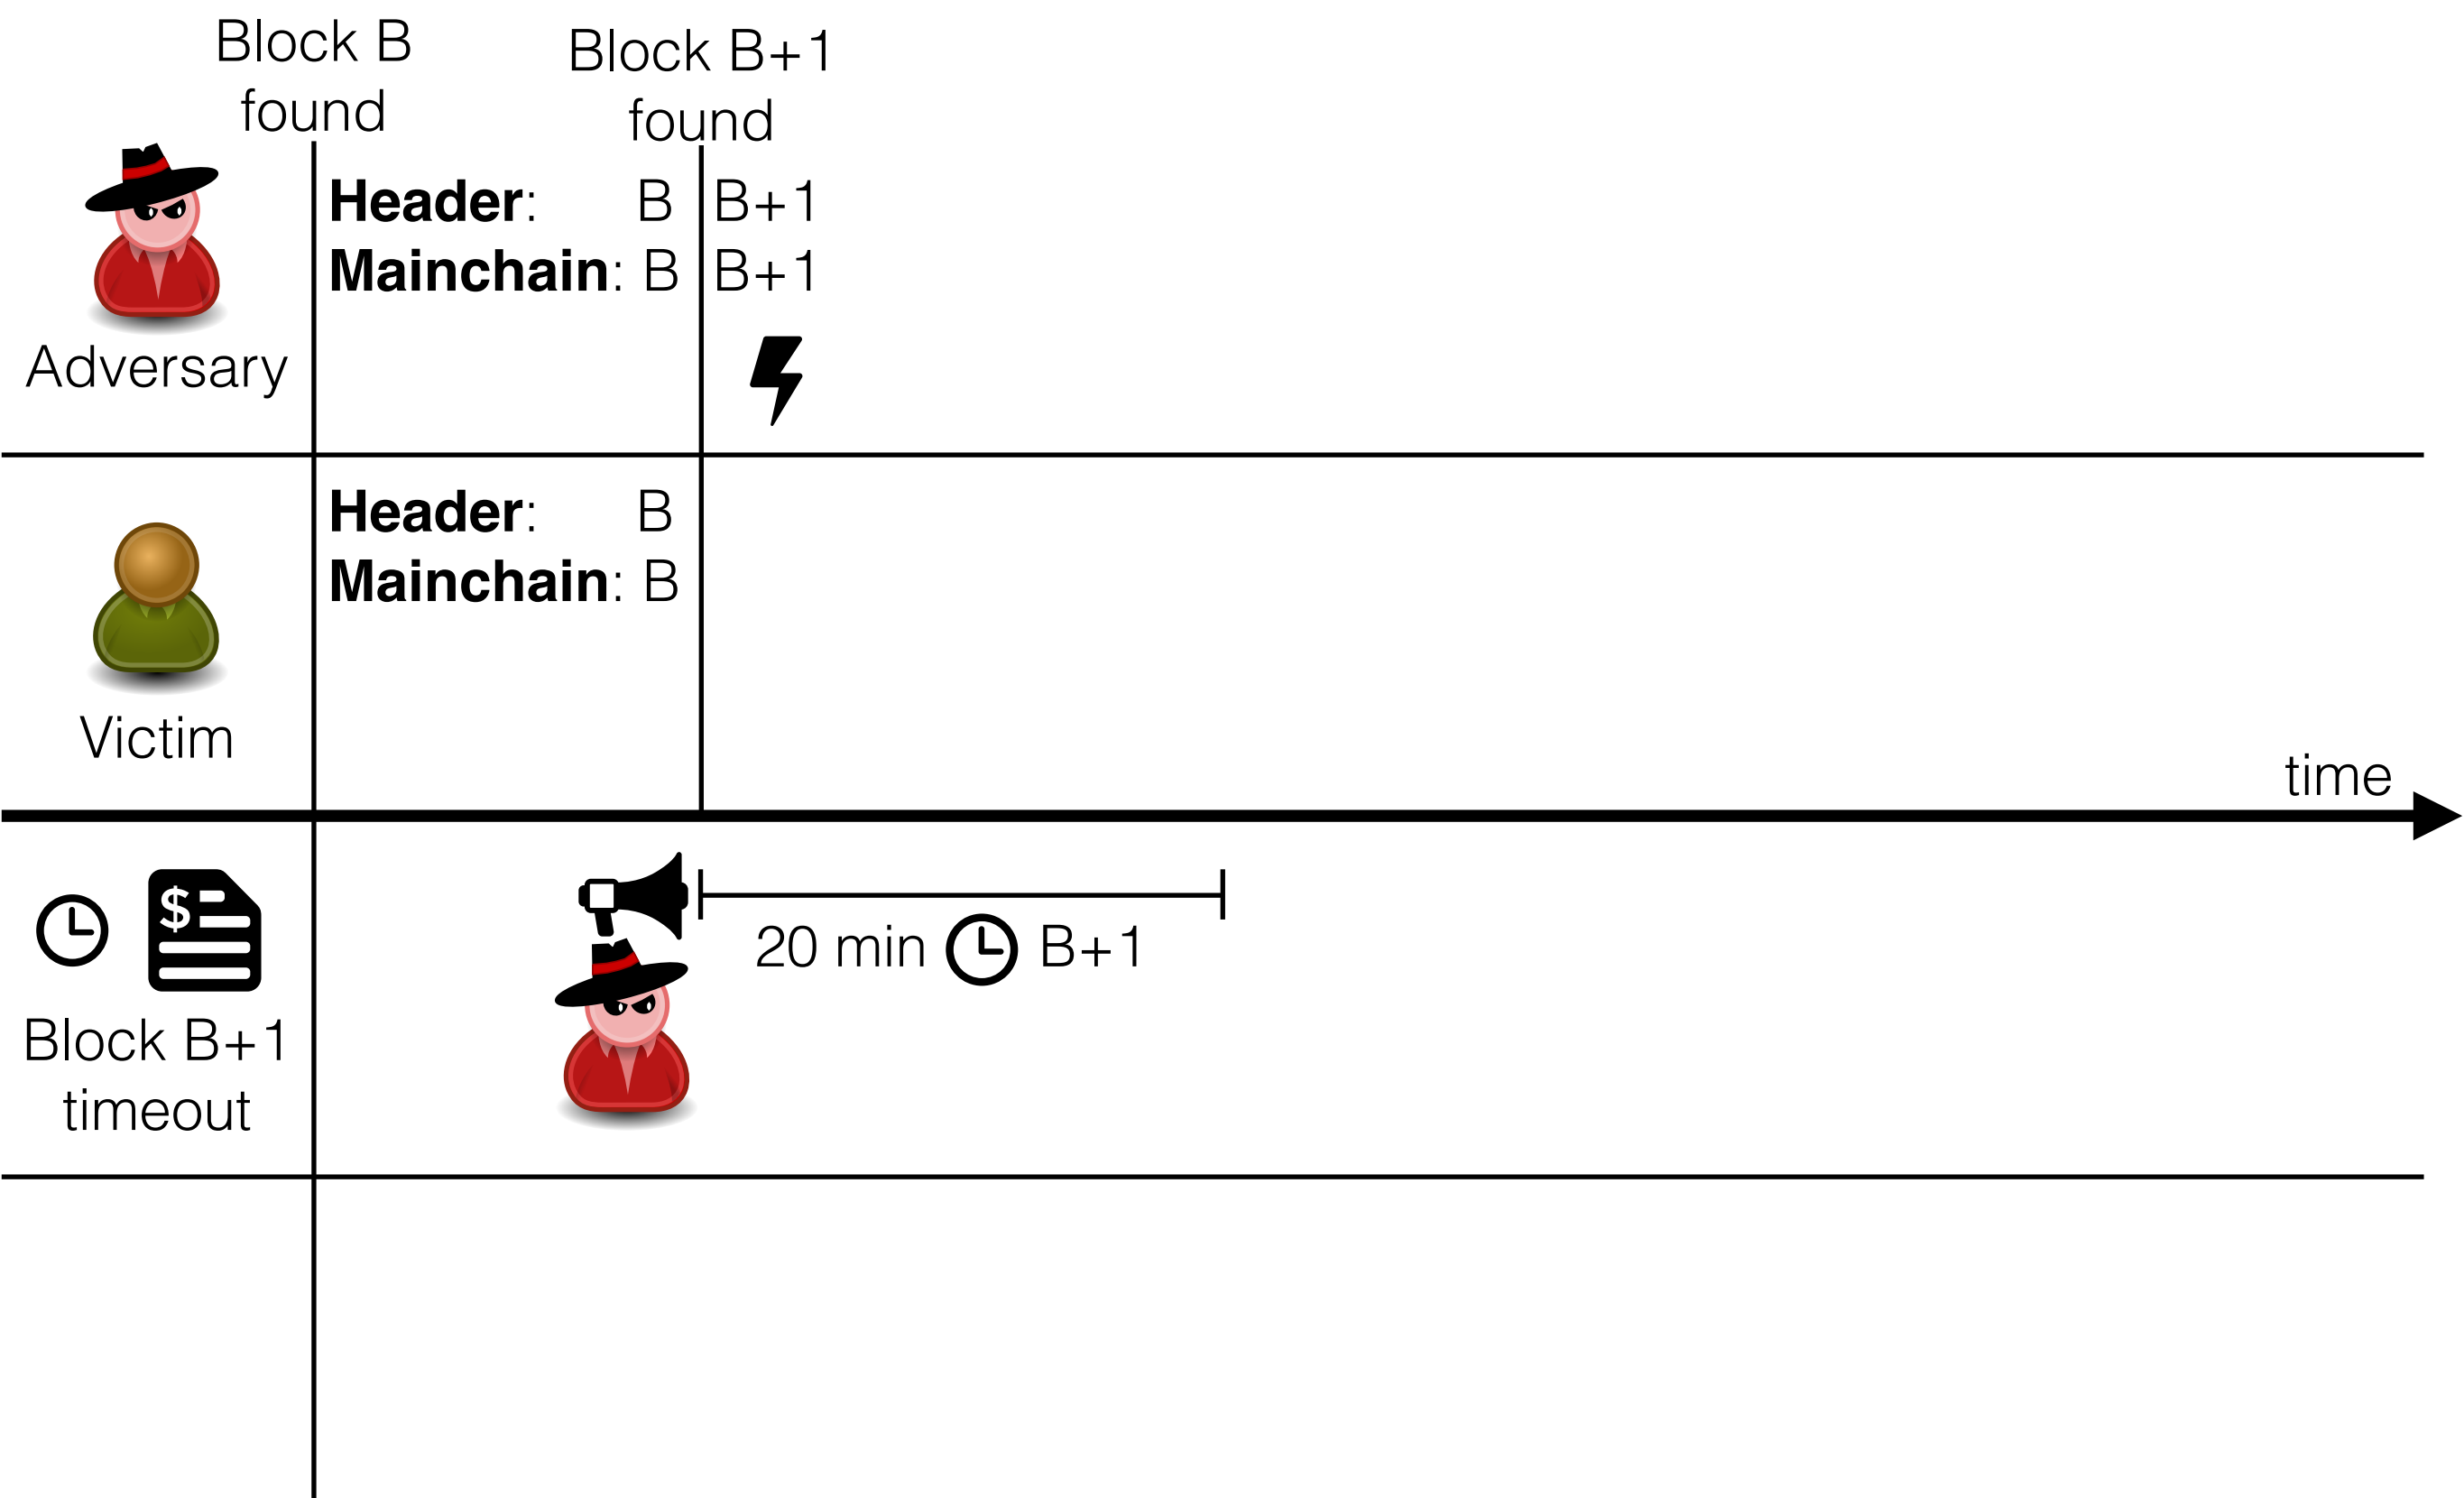 Block B
found
Block B+1
found
Header: B B+1
Mainchain: B B+1
Adversary
Header: B
Mainchain: B
Victim
time
$
20 min B+1
Block B+1
timeout